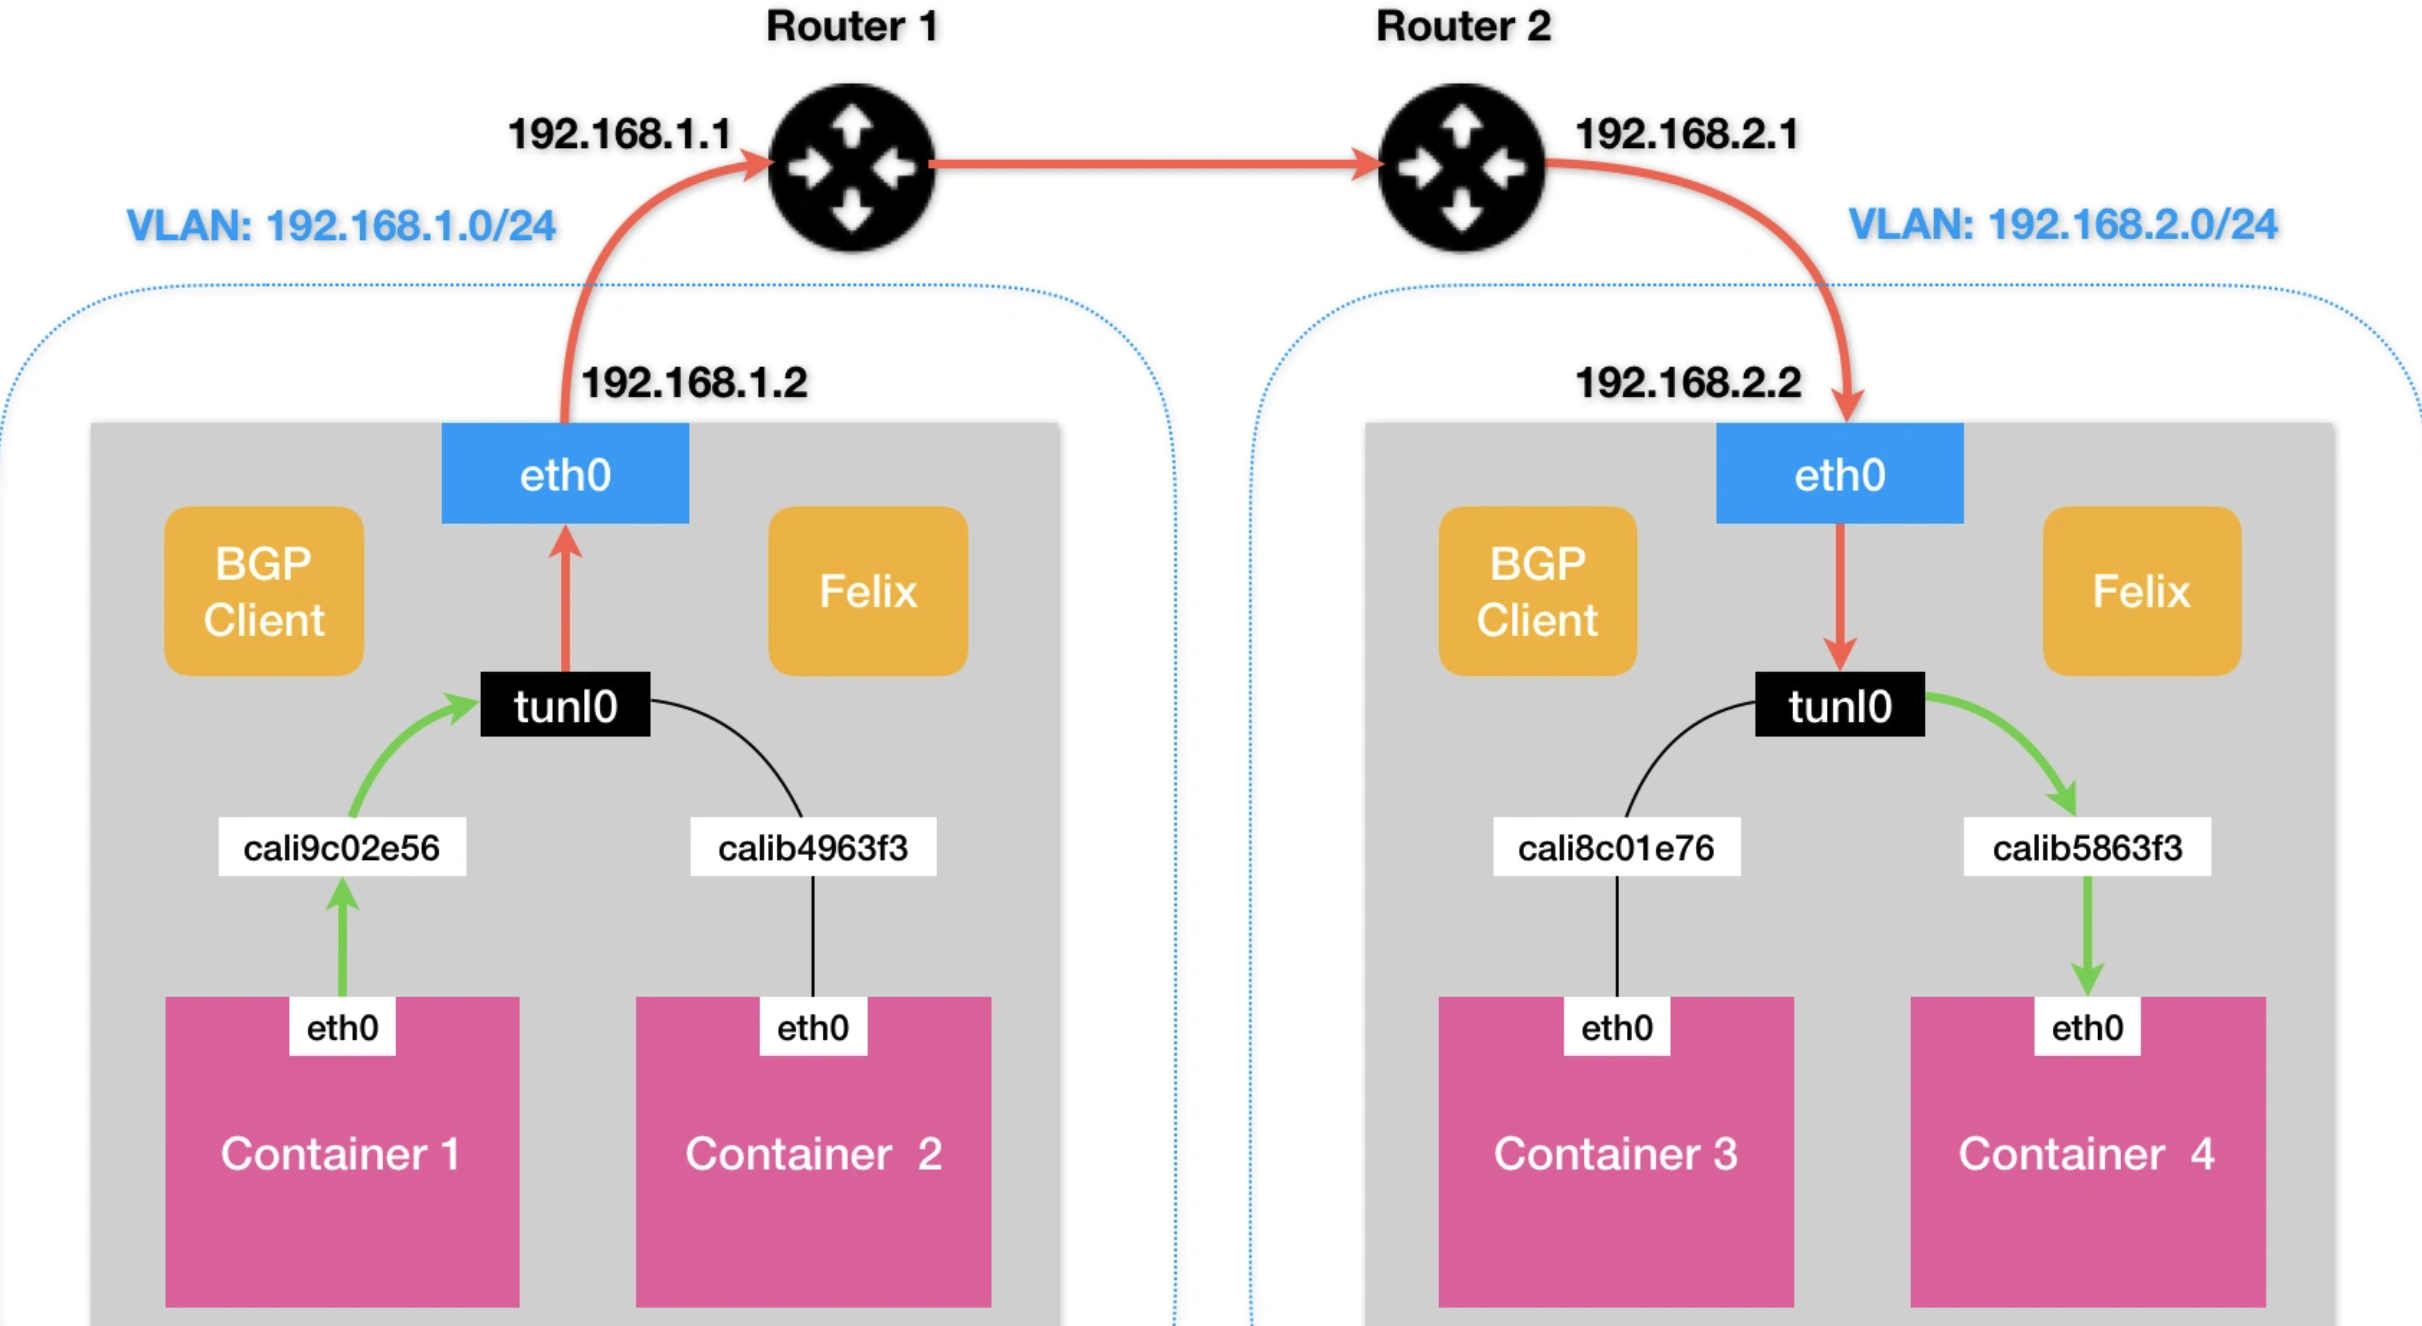 Router 1
Router 2
192.168.1.1
192.168.2.1
VLAN: 192.168.1.0/24
VLAN: 192.168.2.0/24
192.168.1.2
192.168.2.2
eth0
eth0
BGP
Client
Felix
BGP
Client
Felix
tunl0
tunl0
cali9c02e56
calib4963f3
cali8c01e76
calib5863f3
eth0
eth0
eth0
eth0
Container 1
Container 2
Container 3
Container 4